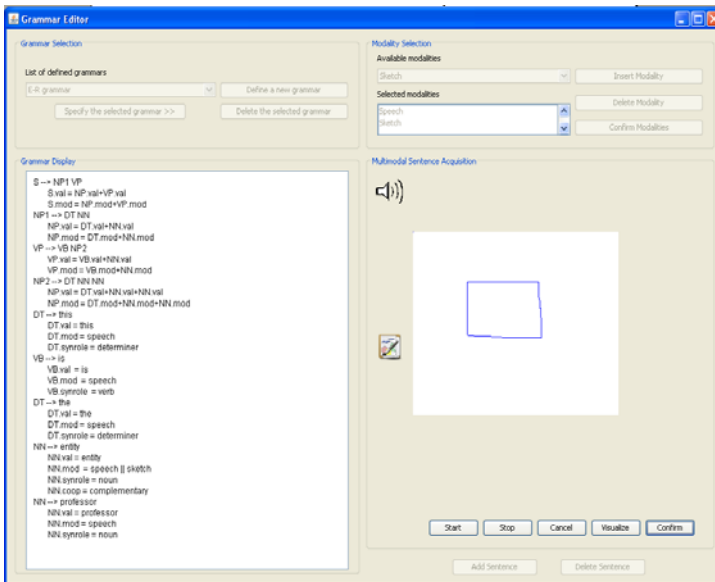 Grammar Editor
Grammar Selection
List of defined grammars
E-R grammar
Define a new grammar
Specify the selected grammar >>
Delete the selected grammar
Modality Selection
Available modalities
Sketch
Insert Modality
Selected modalities
Speech
Sketch
Delete Modality
Confirm Modalities
Grammar Display
S --> NP1 VP
S.val = NP.val+VP.val
S.mod = NP.mod+VP.mod
NP1 --> DT NN
NP.val = DT.val+NN.val
NP.mod = DT.mod+NN.mod
VP --> VB NP2
VP.val = VB.val+NN.val
VP.mod = VB.mod+NN.mod
NP2 --> DT NN NN
NP.val = DT.val+NN.val+NN.val
NP.mod = DT.mod+NN.mod+NN.mod
DT --> this
DT.val = this
DT.mod = speech
DT.synrole = determiner
VB --> is
VB.val = is
VB.mod = speech
VB.synrole = verb
DT --> the
DT.val = the
DT.mod = speech
DT.synrole = determiner
NN --> entity
NN.val = entity
NN.mod = speech || sketch
NN.synrole = noun
NN.coop = complementary
NN --> professor
NN.val = professor
NN.mod = speech
NN.synrole = noun
Multimodal Sentence Acquisition
Start
Stop
Cancel
Visualize
Confirm
Add Sentence
Delete Sentence